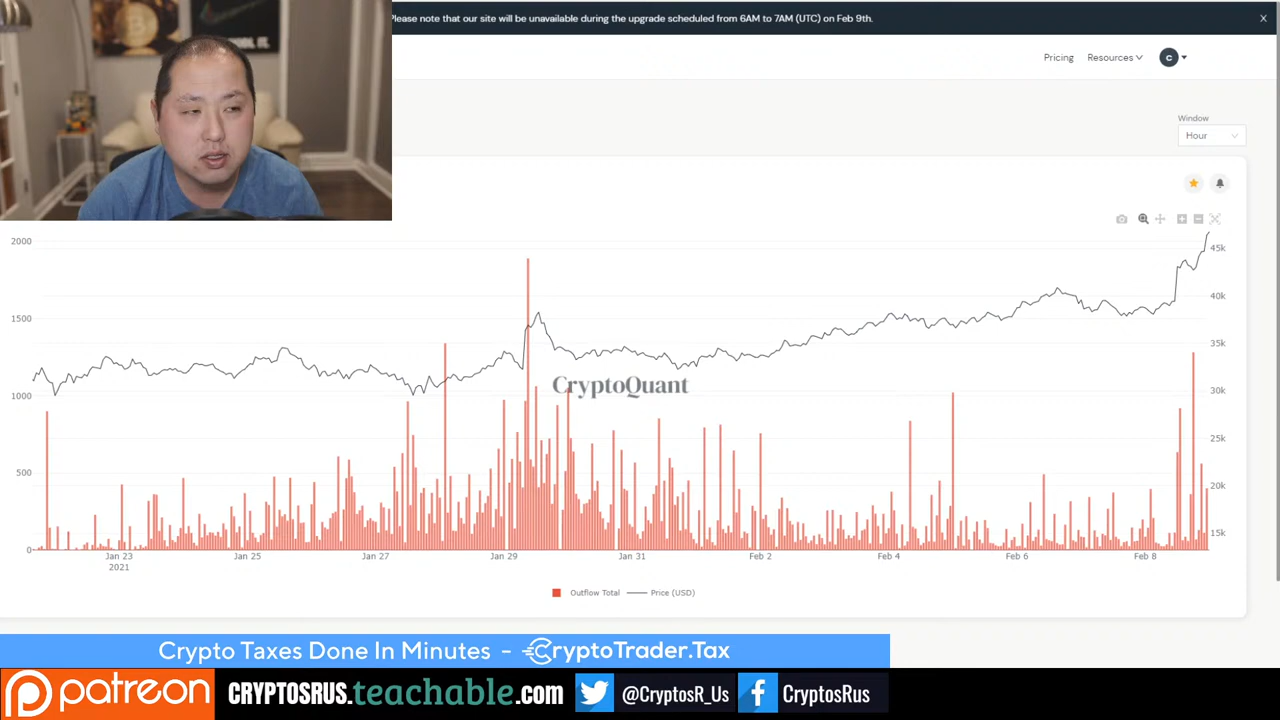 Please note that our site will be unavailable during the upgrade scheduled from 6AM to 7AM (UTC) on Feb 9th.
Pricing Resources C
Window
Hour
2000
1500
1000
500
0
45k
40k
35k
30k
25k
20k
15k
CryptoQuant
Jan 23 Jan 25 Jan 27 Jan 29 Jan 31 Feb 2 Feb 4 Feb 6 Feb 8
2021
Outflow Total Price (USD)
Crypto Taxes Done In Minutes - CryptoTrader.Tax
patreon CRYPTOSRUS.teachable.com @CryptosR_Us CryptosRus